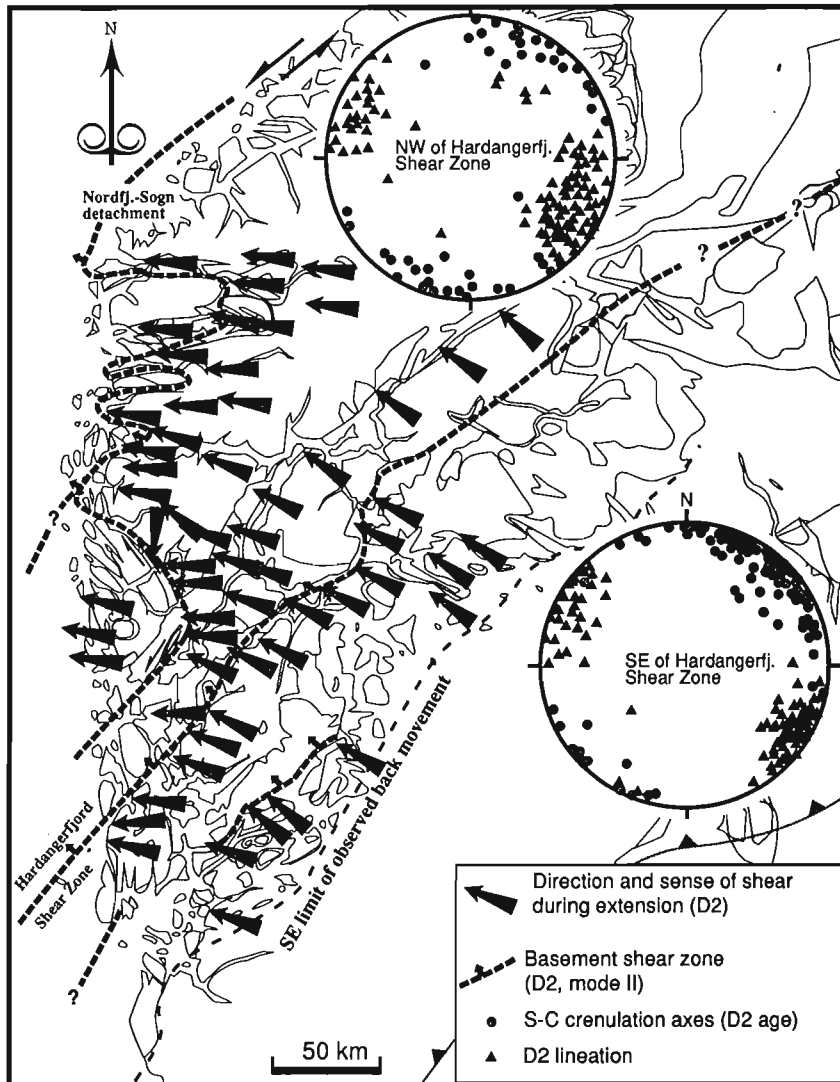 N
NW of Hardangerfj.
Shear Zone
Nordfj.-Sogn
detachment
?
?
?
N
SE of Hardangerfj.
Shear Zone
Hardangerfjord
Shear Zone
SE limit of observed back movement
?
50 km
Direction and sense of shear
during extension (D2)
Basement shear zone
(D2, mode II)
S-C crenulation axes (D2 age)
D2 lineation